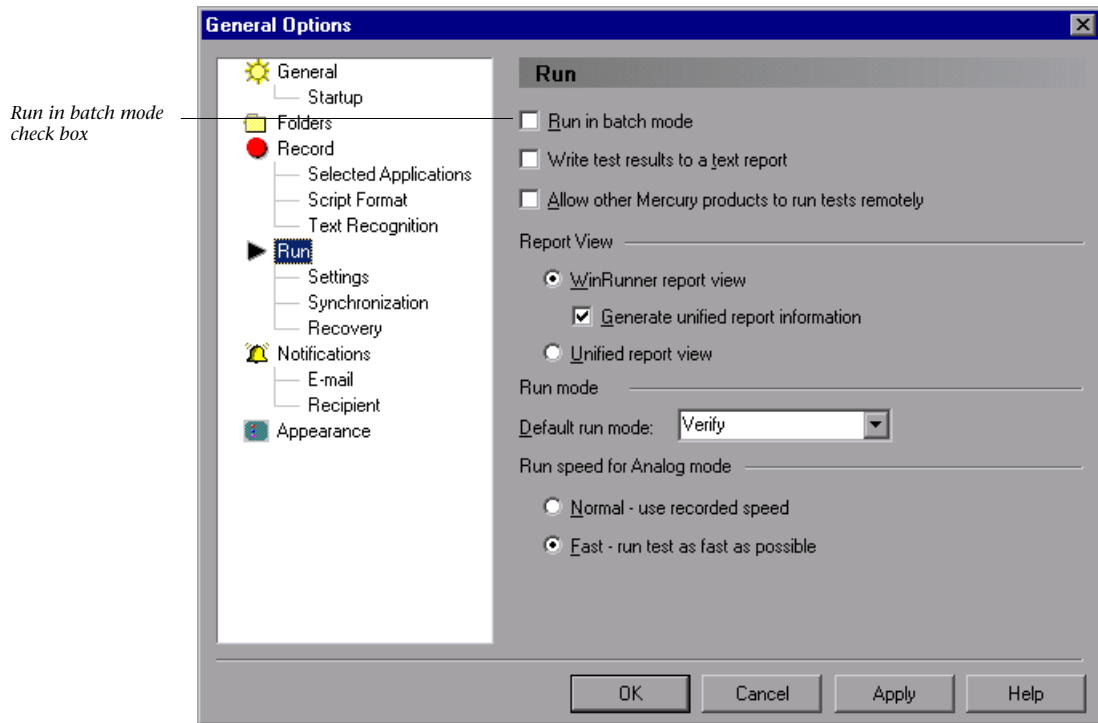 General Options
Run in batch mode
check box
General
Startup
Folders
Record
Selected Applications
Script Format
Text Recognition
Run
Settings
Synchronization
Recovery
Notifications
E-mail
Recipient
Appearance
Run
Run in batch mode
Write test results to a text report
Allow other Mercury products to run tests remotely
Report View
WinRunner report view
Generate unified report information
Unified report view
Run mode
Default run mode: Verify
Run speed for Analog mode
Normal - use recorded speed
Fast - run test as fast as possible
OK Cancel Apply Help